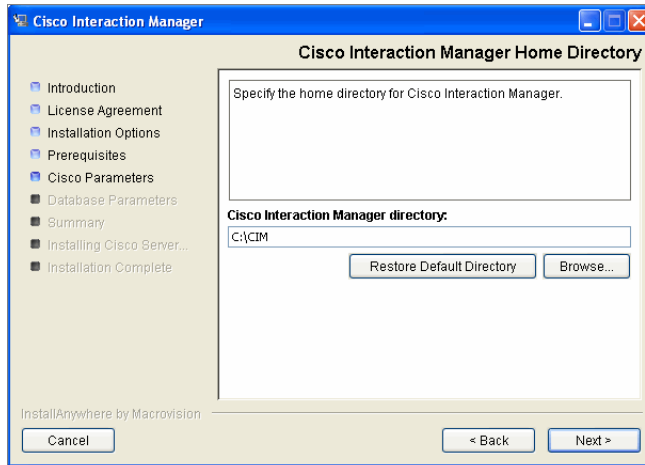 Cisco Interaction Manager
Cisco Interaction Manager Home Directory
Introduction
License Agreement
Installation Options
Prerequisites
Cisco Parameters
Database Parameters
Summary
Installing Cisco Server...
Installation Complete
Specify the home directory for Cisco Interaction Manager.
Cisco Interaction Manager directory:
C:\CIM
Restore Default Directory
Browse...
InstallAnywhere by Macrovision
Cancel
< Back
Next >